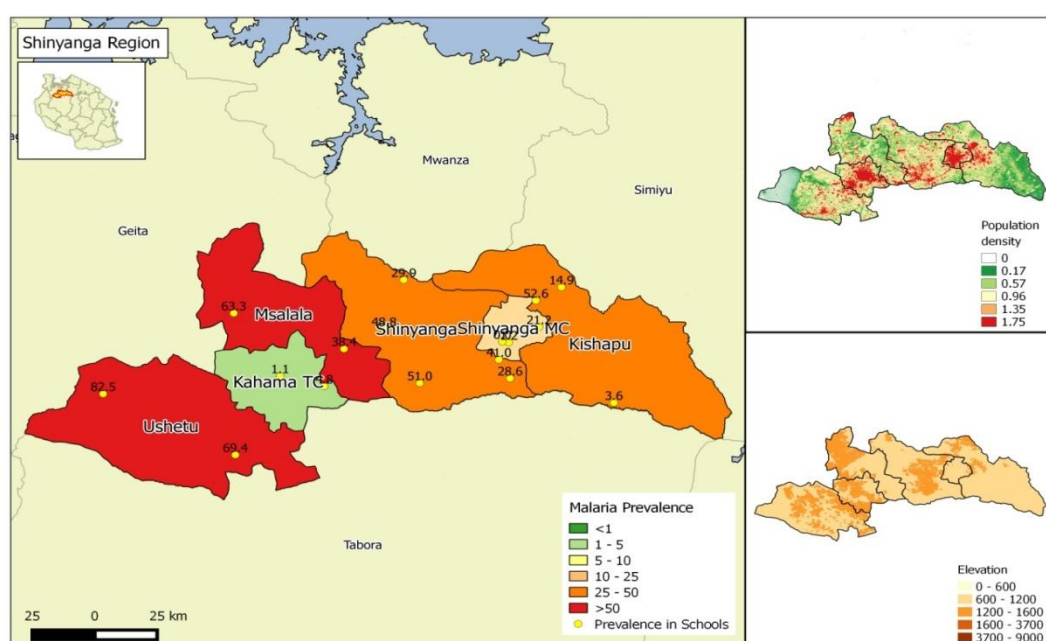 Shinyanga Region
Mwanza
Simiyu
Geita
29.9
14.9
52.6
63.3
Msalala
48.8
21.2
Shinyanga
Shinyanga MC
Kishapu
38.4
41.0
1.1
Kahama TC
51.0
28.6
82.5
3.6
Ushetu
69.4
Tabora
Malaria Prevalence
<1
1 - 5
5 - 10
10 - 25
25 - 50
>50
Prevalence in Schools
25
0
25 km
Population
density
0
0.17
0.57
0.96
1.35
1.75
Elevation
0 - 600
600 - 1200
1200 - 1600
1600 - 3700
3700 - 9000